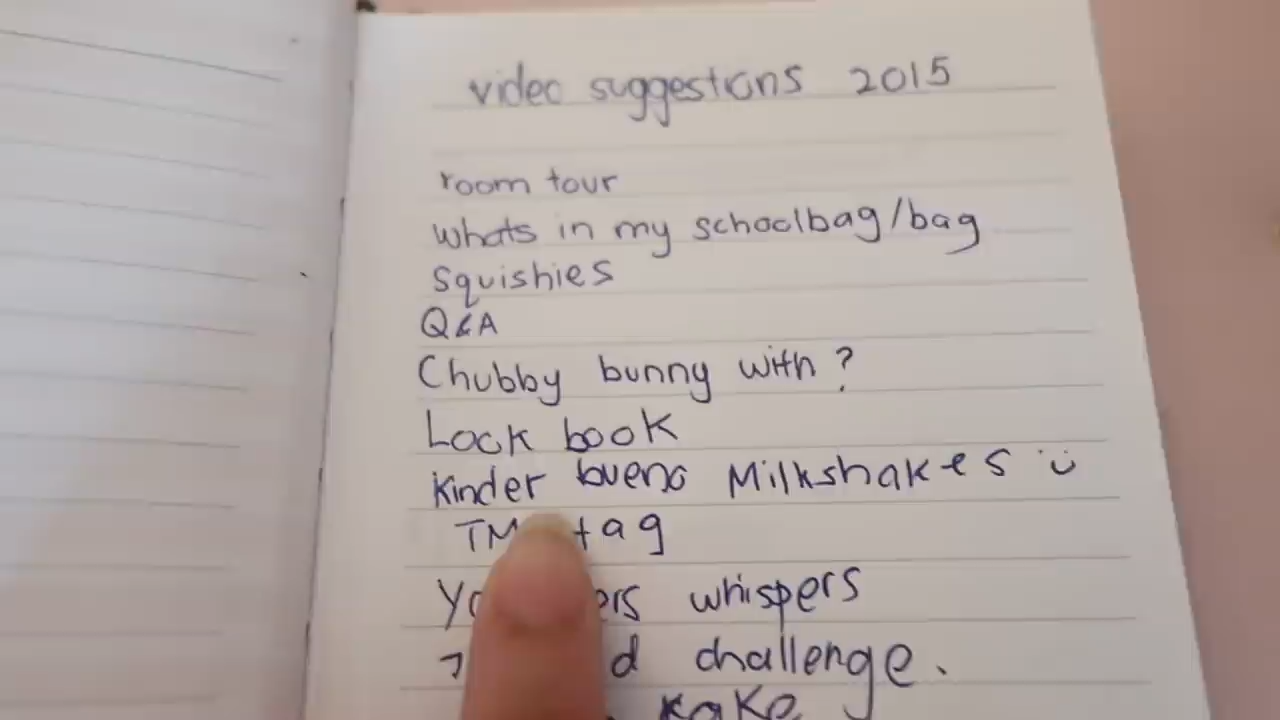 video suggestions 2015
room tour
whats in my schoolbag/bag
squishies
Q&A
Chubby bunny with ?
Look book
Kinder bueno Milkshakes
tag
whispers
challenge.